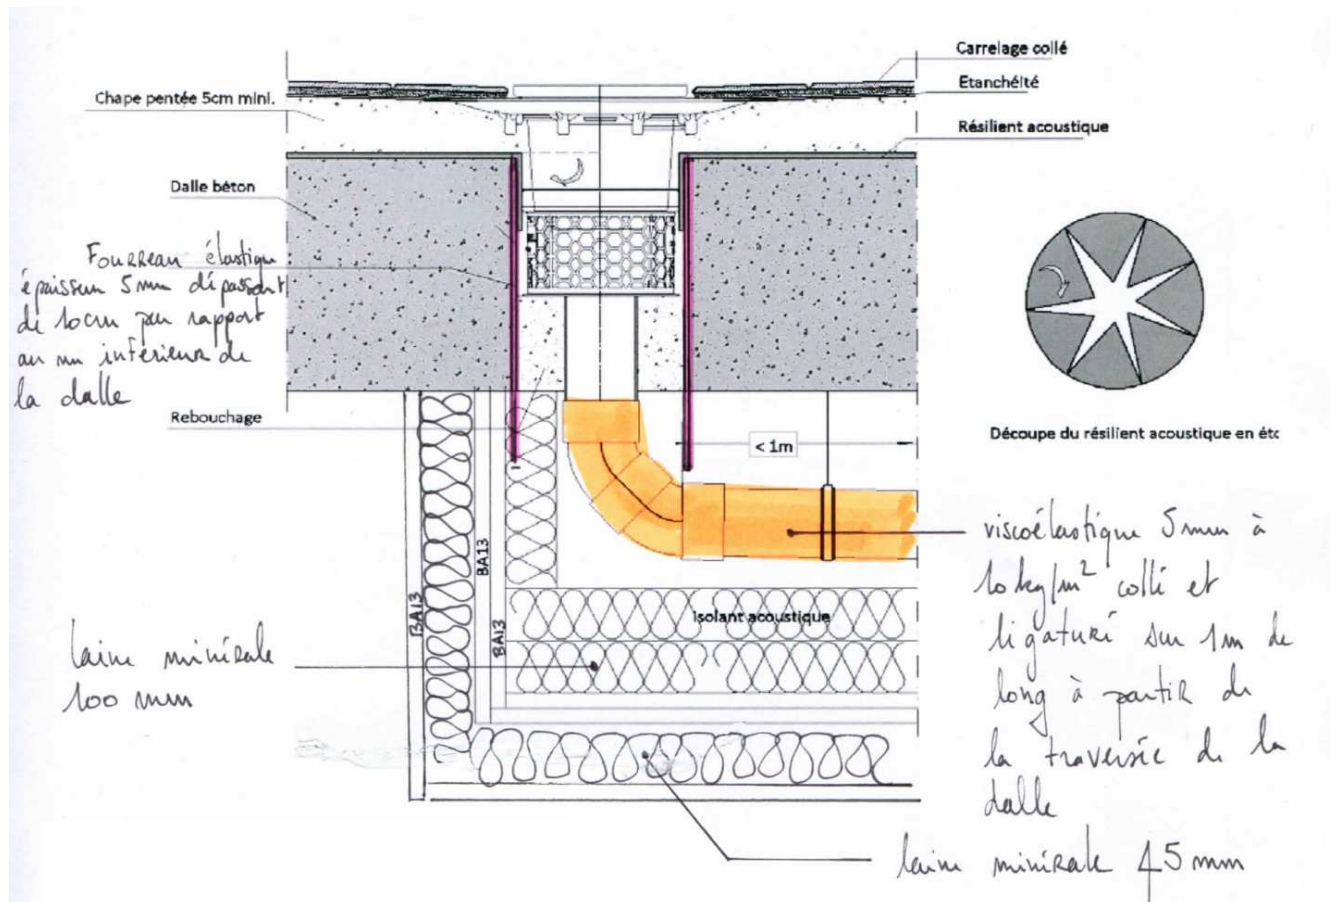 Carrelage collé
Etanchéité
Résilient acoustique
Chape pentée 5cm mini.
Dalle béton
Fourreau élastique
épaisseur 5mm dépassant
de 10cm par rapport
au nu intérieur de
la dalle
Rebouchage
< 1m
Découpe du résilient acoustique en étc
BA13
BA13
BA13
Isolant acoustique
laine minérale
100 mm
viscoélastique 5mm à
10kg/m² collé et
ligaturé sur 1m de
long à partir de
la traversée de la
dalle
laine minérale 45mm